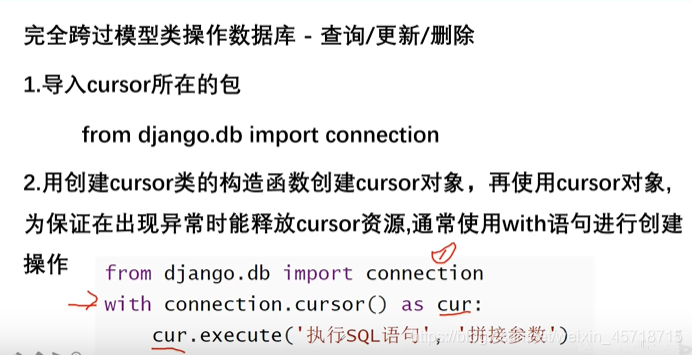 完全跨过模型类操作数据库 - 查询/更新/删除
1.导入cursor所在的包
from django.db import connection
2.用创建cursor类的构造函数创建cursor对象，再使用cursor对象,
为保证在出现异常时能释放cursor资源,通常使用with语句进行创建
操作
①
from django.db import connection
with connection.cursor() as cur:
cur.execute('执行SQL语句', '拼接参数')